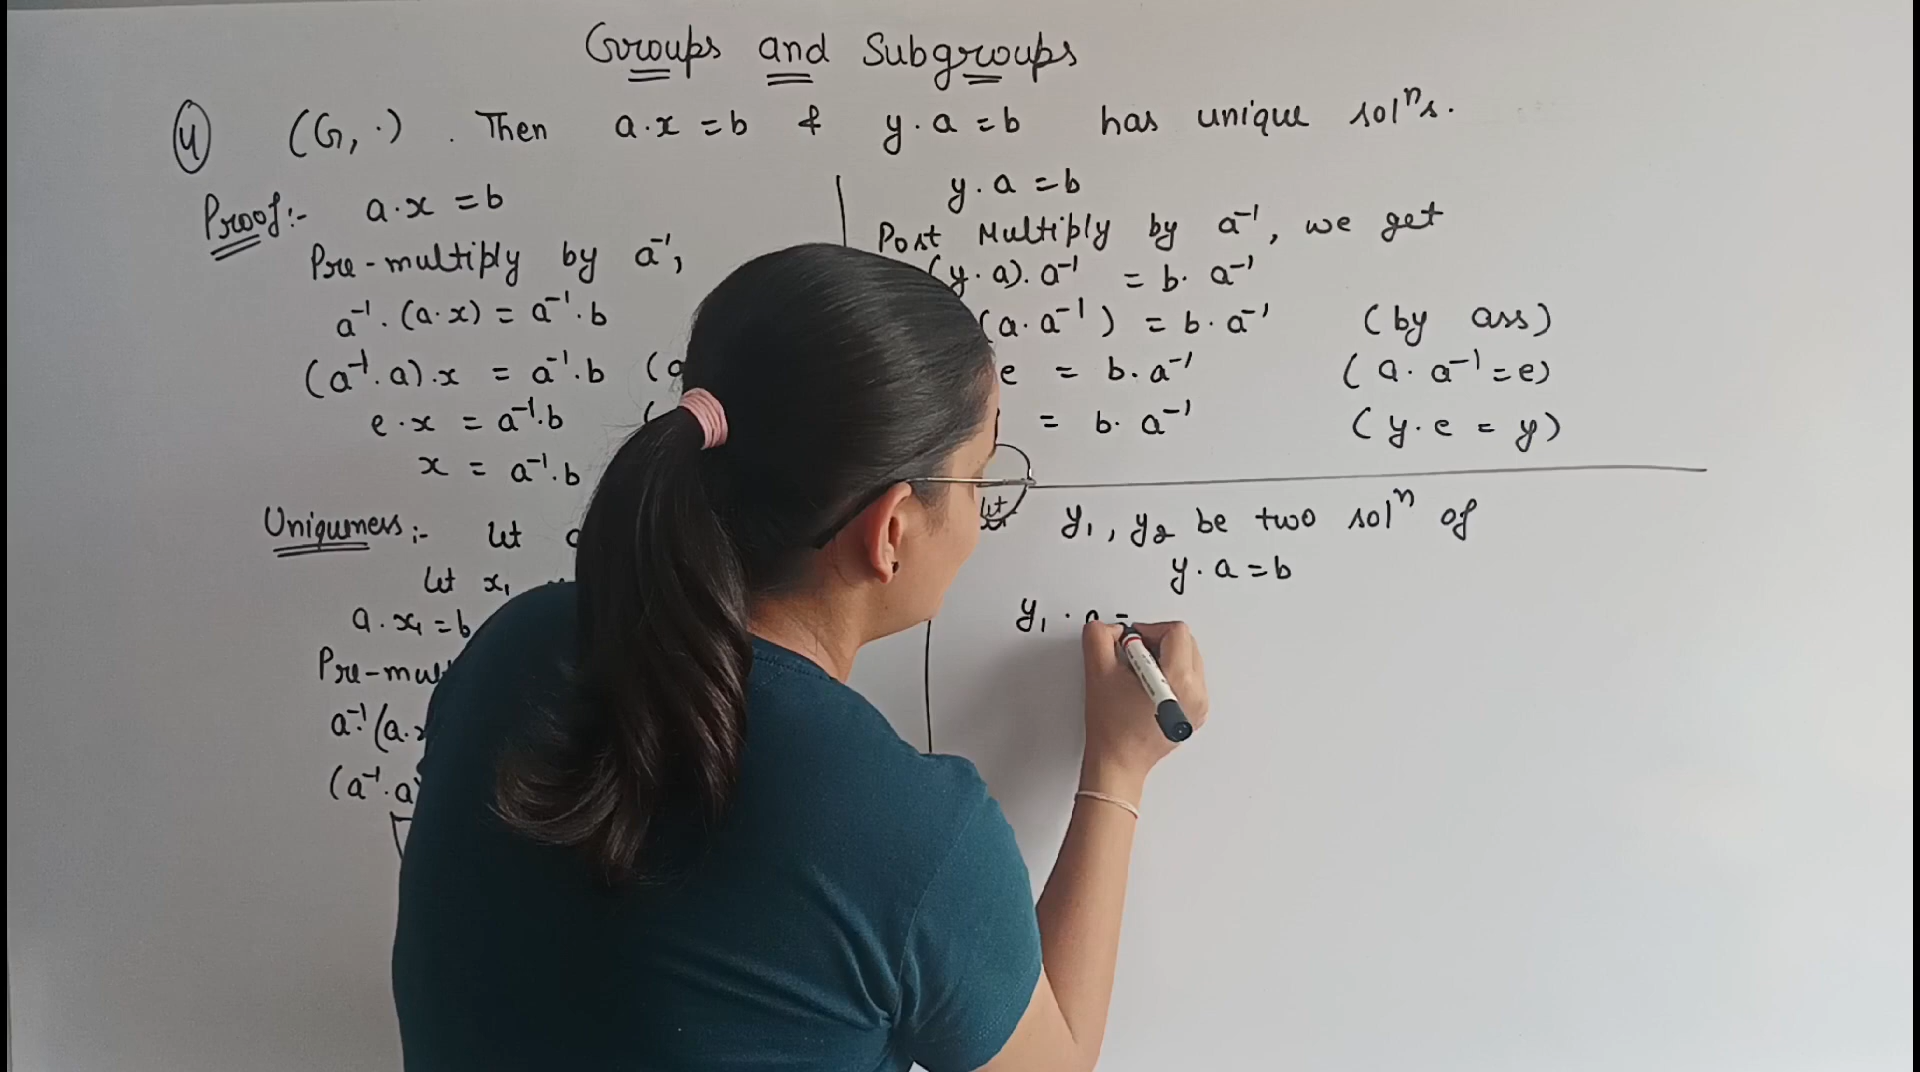 Groups and Subgroups
④ (G, ·) . Then a·x = b & y·a = b has unique solⁿs.
Proof:- a·x = b
Pre-multiply by a⁻¹,
a⁻¹·(a·x) = a⁻¹·b
(a⁻¹·a)·x = a⁻¹·b (
e·x = a⁻¹·b (
x = a⁻¹·b
Uniqueness:- let
let x₁
a·x₁ = b
Pre-mul
a⁻¹·(a·x
(a⁻¹·a)
y·a = b
Post Multiply by a⁻¹, we get
(y·a)·a⁻¹ = b·a⁻¹
(a·a⁻¹) = b·a⁻¹ (by ass)
e = b·a⁻¹ (a·a⁻¹ = e)
= b·a⁻¹ (y·e = y)
let y₁, y₂ be two solⁿ of
y·a = b
y₁·a =